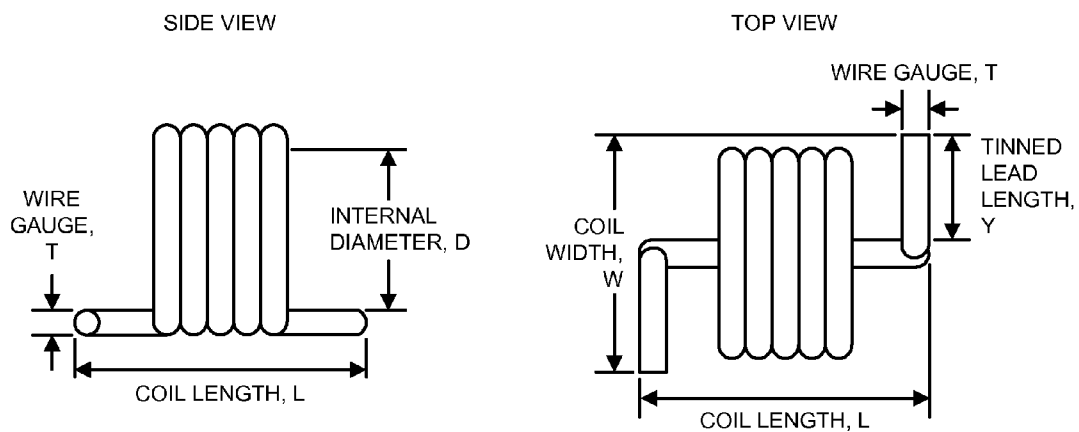 SIDE VIEW
WIRE
GAUGE,
T
INTERNAL
DIAMETER, D
COIL LENGTH, L
TOP VIEW
WIRE GAUGE, T
TINNED
LEAD
LENGTH,
Y
COIL
WIDTH,
W
COIL LENGTH, L